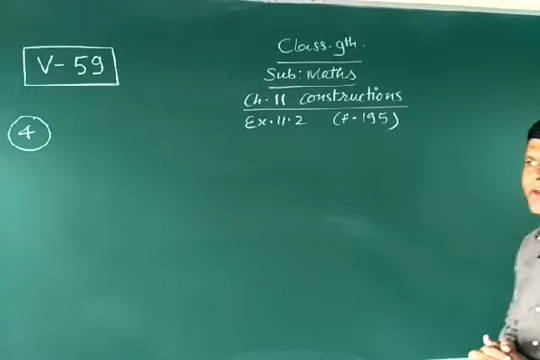 V-59
Class-9th.
Sub: Maths
Ch. 11 Constructions
Ex. 11.2 (P. 195)
4